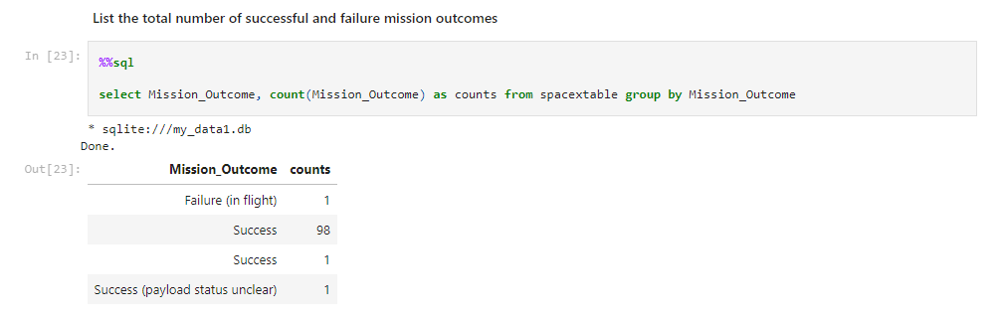 List the total number of successful and failure mission outcomes
In [23]:
%%sql
select Mission_Outcome, count(Mission_Outcome) as counts from spacextable group by Mission_Outcome
* sqlite:///my_data1.db
Done.
Out[23]:
Mission_Outcome counts
Failure (in flight) 1
Success 98
Success 1
Success (payload status unclear) 1